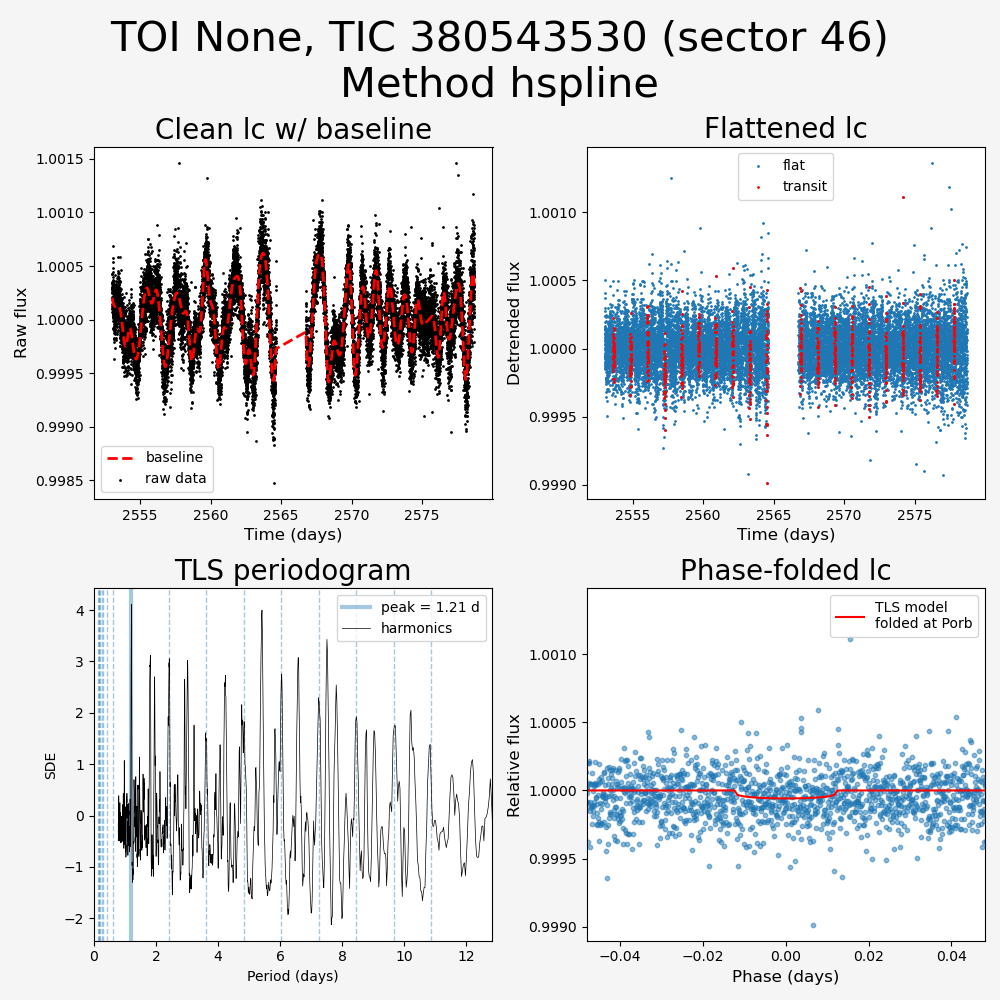 TOI None, TIC 380543530 (sector 46)
Method hspline
Clean lc w/ baseline
Raw flux
1.0015
1.0010
1.0005
1.0000
0.9995
0.9990
0.9985
baseline
raw data
2555
2560
2565
2570
2575
Time (days)
Flattened lc
Detrended flux
1.0010
1.0005
1.0000
0.9995
0.9990
flat
transit
2555
2560
2565
2570
2575
Time (days)
TLS periodogram
SDE
4
3
2
1
0
−1
−2
peak = 1.21 d
harmonics
0
2
4
6
8
10
12
Period (days)
Phase-folded lc
Relative flux
1.0010
1.0005
1.0000
0.9995
0.9990
TLS model
folded at Porb
−0.04
−0.02
0.00
0.02
0.04
Phase (days)